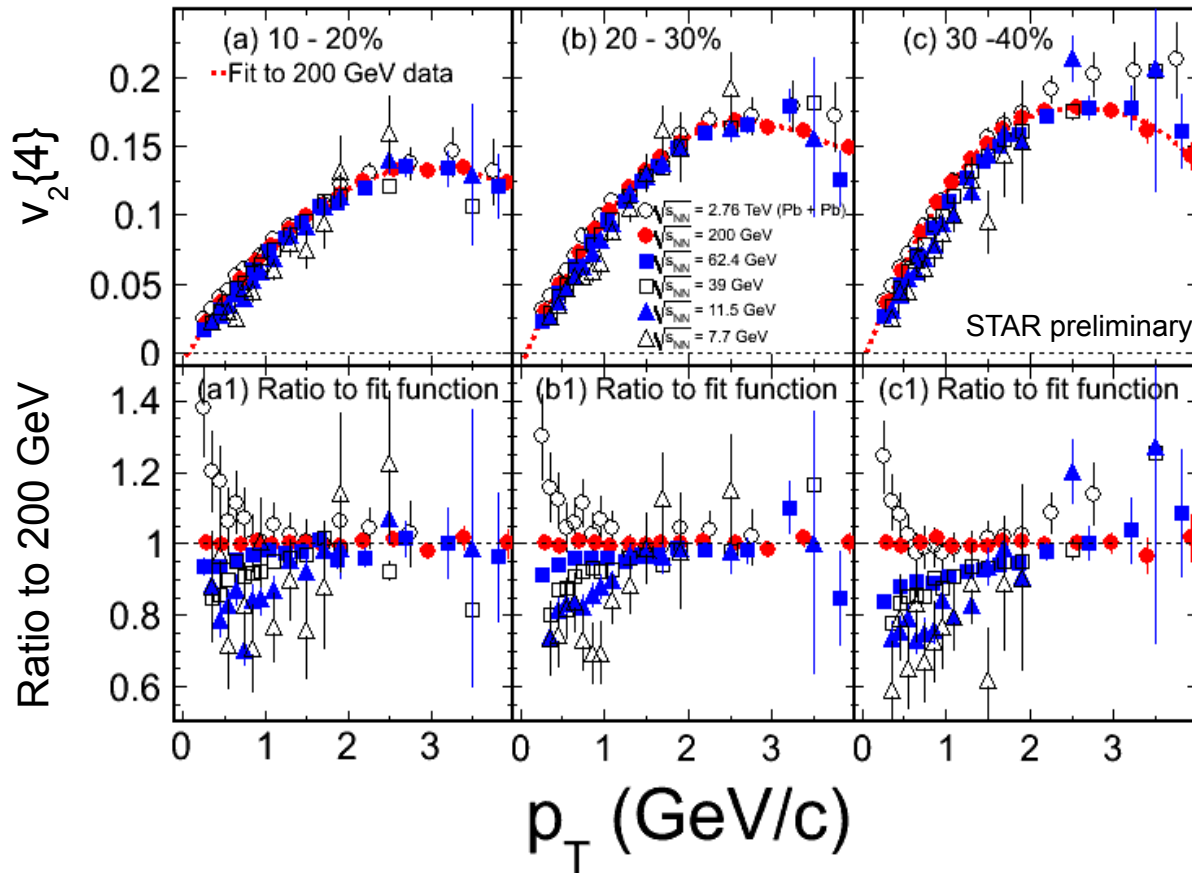 (a) 10 - 20%
Fit to 200 GeV data
(b) 20 - 30%
(c) 30 -40%
0.2
0.15
0.1
0.05
0
v2{4}
√sNN = 2.76 TeV (Pb + Pb)
√sNN = 200 GeV
√sNN = 62.4 GeV
√sNN = 39 GeV
√sNN = 11.5 GeV
√sNN = 7.7 GeV
STAR preliminary
(a1) Ratio to fit function
(b1) Ratio to fit function
(c1) Ratio to fit function
1.4
1.2
1
0.8
0.6
Ratio to 200 GeV
0 1 2 3 0 1 2 3 0 1 2 3
pT (GeV/c)